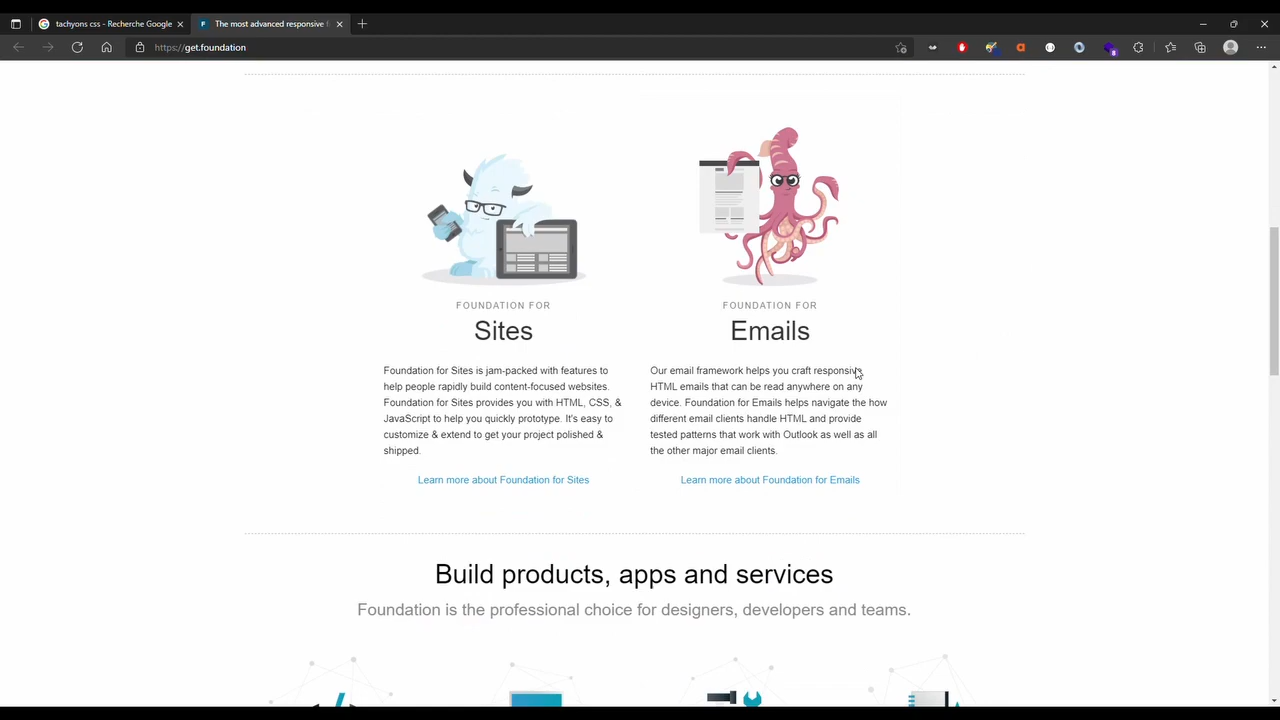 tachyons css - Recherche Google
The most advanced responsive f
https://get.foundation
FOUNDATION FOR
Sites
Foundation for Sites is jam-packed with features to
help people rapidly build content-focused websites.
Foundation for Sites provides you with HTML, CSS, &
JavaScript to help you quickly prototype. It's easy to
customize & extend to get your project polished &
shipped.
Learn more about Foundation for Sites
FOUNDATION FOR
Emails
Our email framework helps you craft responsive
HTML emails that can be read anywhere on any
device. Foundation for Emails helps navigate the how
different email clients handle HTML and provide
tested patterns that work with Outlook as well as all
the other major email clients.
Learn more about Foundation for Emails
Build products, apps and services
Foundation is the professional choice for designers, developers and teams.